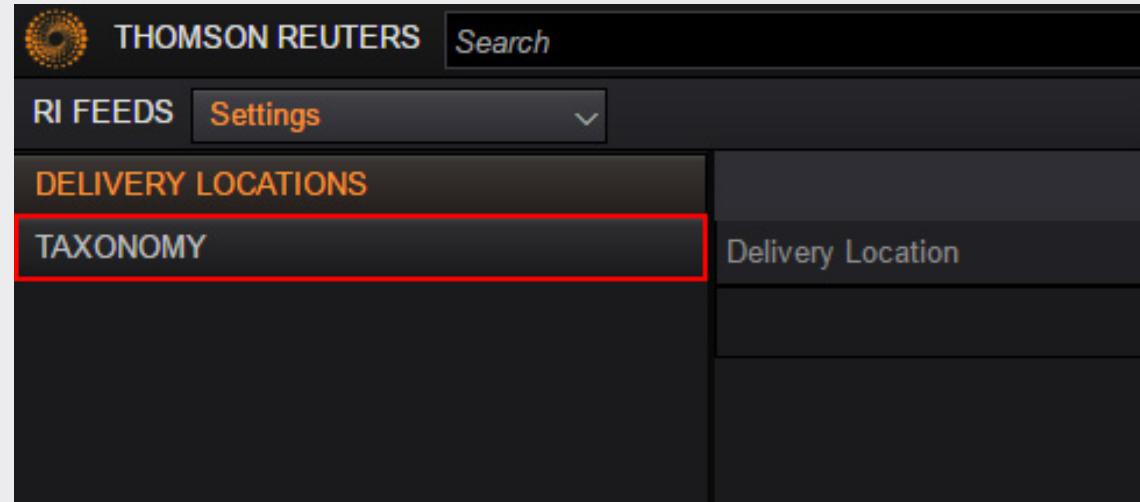 THOMSON REUTERS Search
RI FEEDS Settings
DELIVERY LOCATIONS
TAXONOMY
Delivery Location